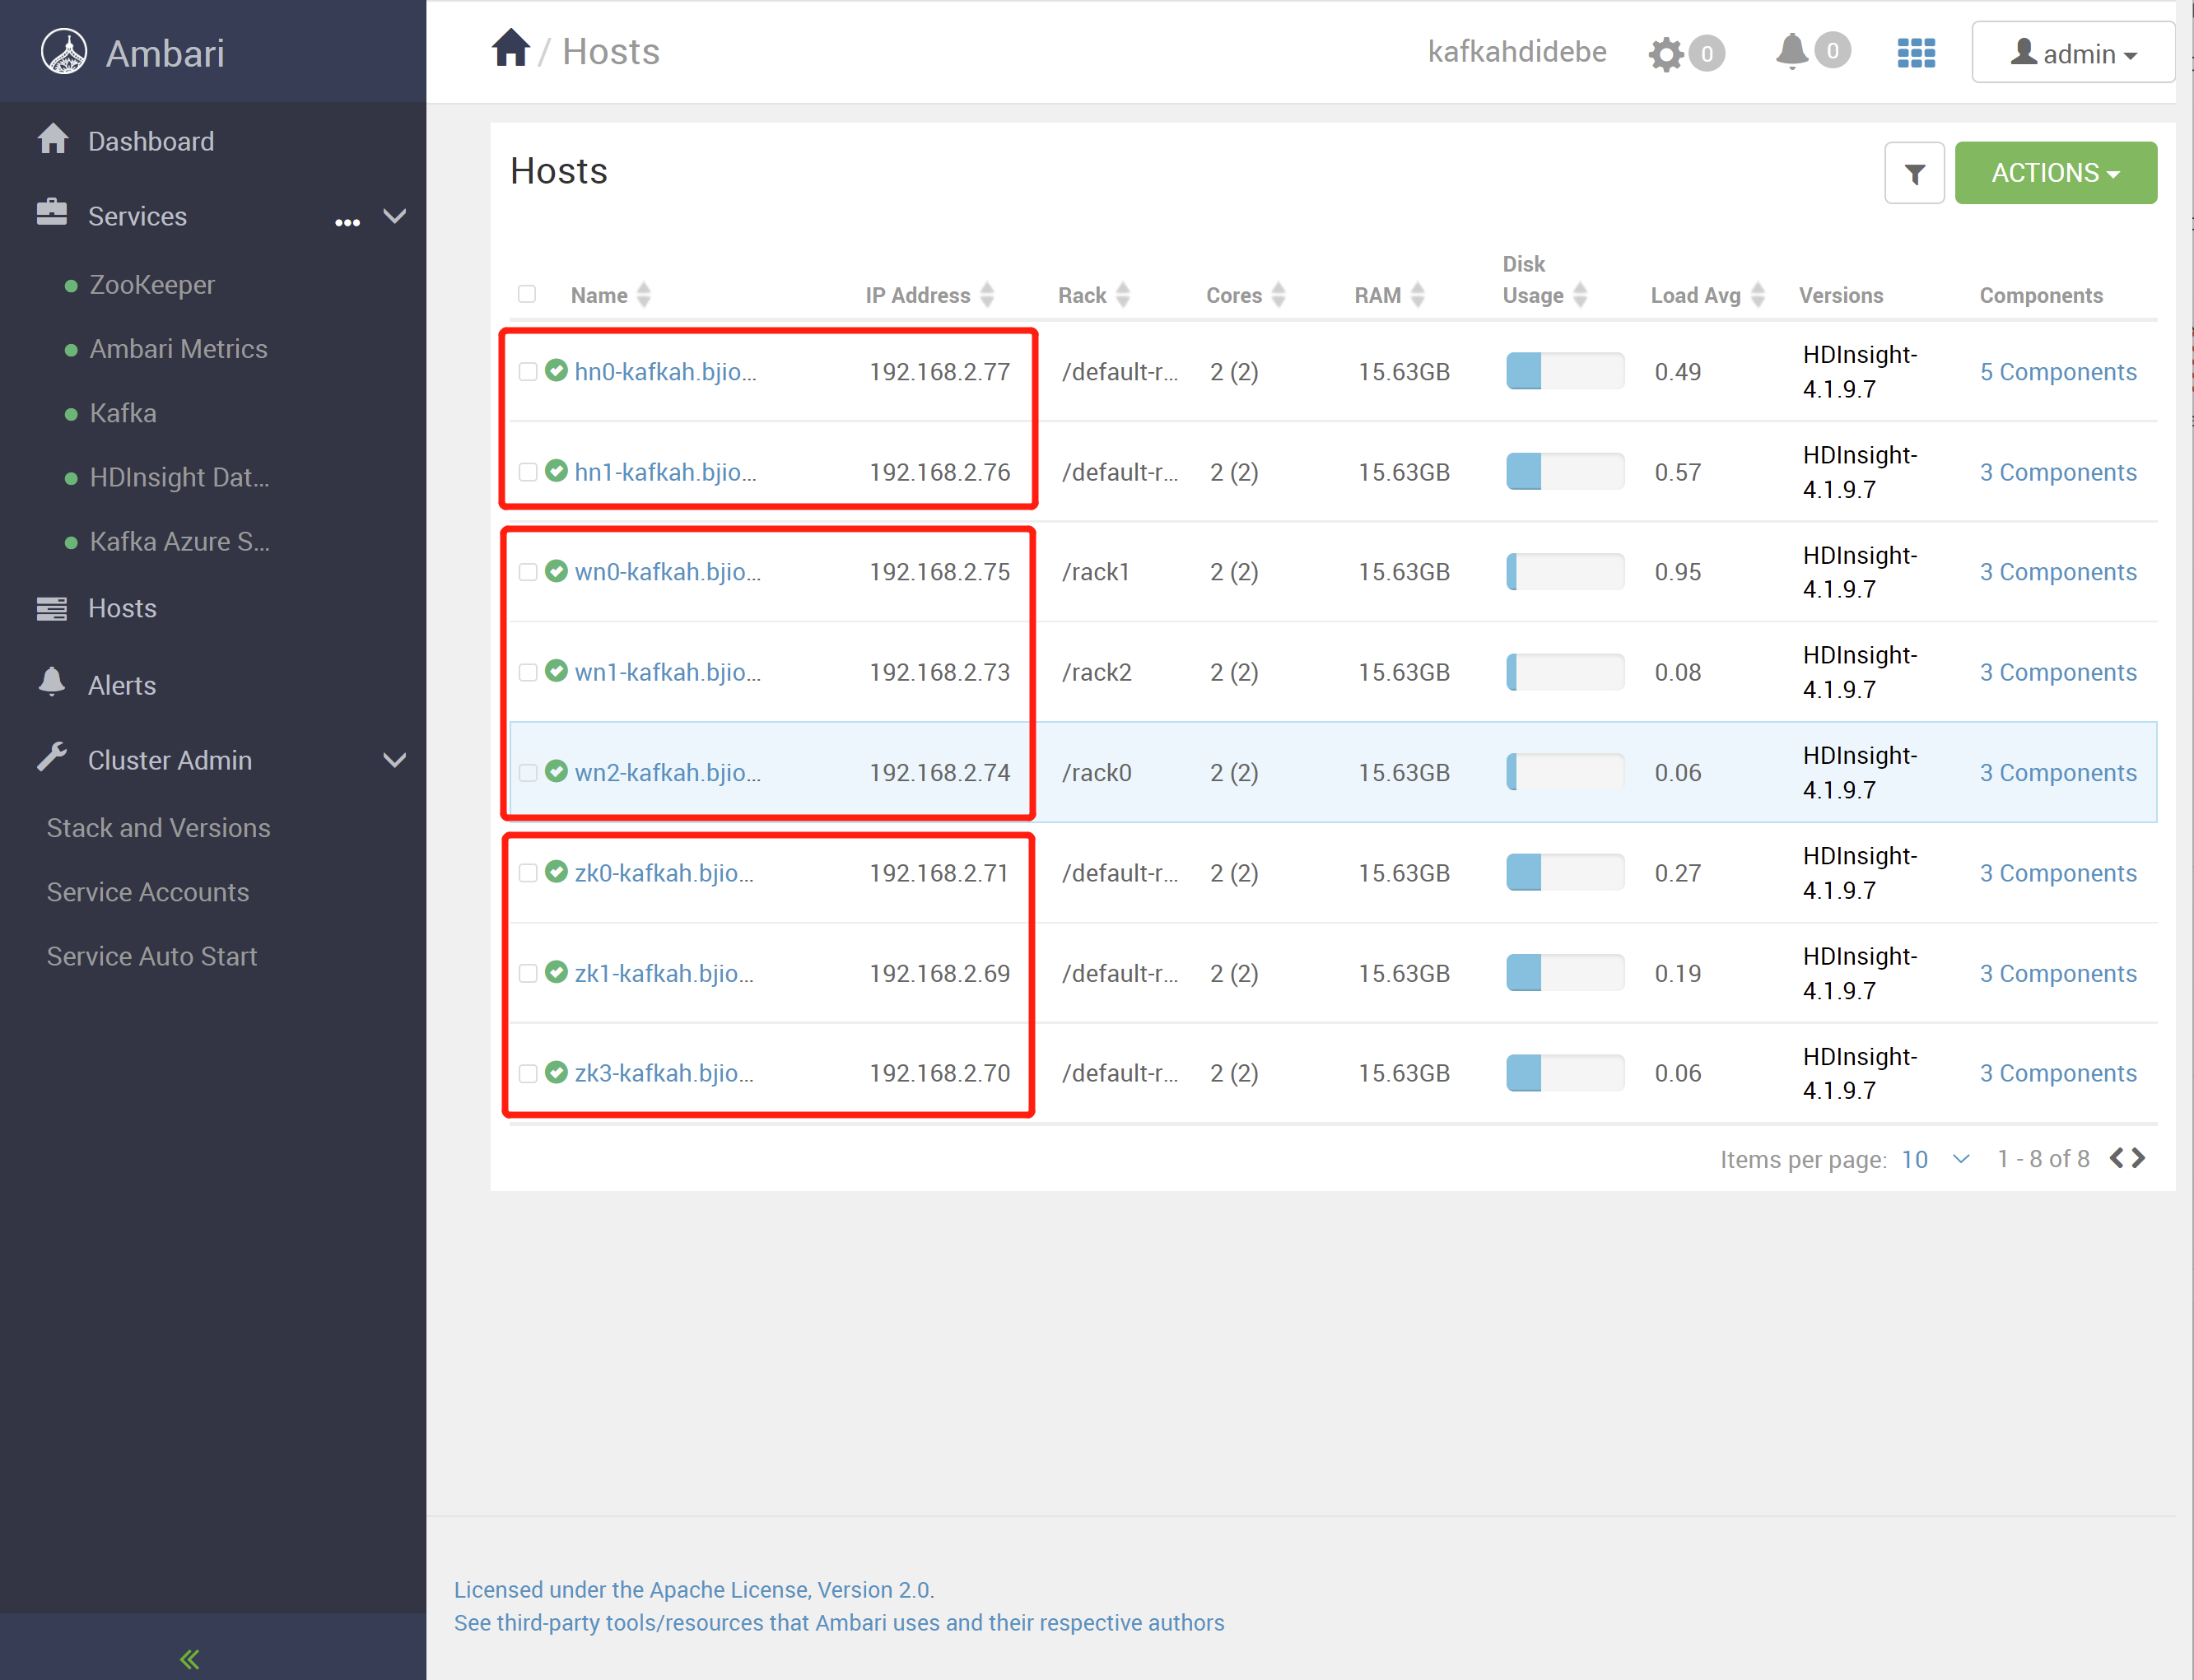 Ambari
/ Hosts
kafkahdidebe 0 0 admin
Dashboard
Services ...
ZooKeeper
Ambari Metrics
Kafka
HDInsight Dat...
Kafka Azure S...
Hosts
Alerts
Cluster Admin
Stack and Versions
Service Accounts
Service Auto Start
Hosts
ACTIONS
Name IP Address Rack Cores RAM Disk Usage Load Avg Versions Components
hn0-kafkah.bjio... 192.168.2.77 /default-r... 2 (2) 15.63GB 0.49 HDInsight-4.1.9.7 5 Components
hn1-kafkah.bjio... 192.168.2.76 /default-r... 2 (2) 15.63GB 0.57 HDInsight-4.1.9.7 3 Components
wn0-kafkah.bjio... 192.168.2.75 /rack1 2 (2) 15.63GB 0.95 HDInsight-4.1.9.7 3 Components
wn1-kafkah.bjio... 192.168.2.73 /rack2 2 (2) 15.63GB 0.08 HDInsight-4.1.9.7 3 Components
wn2-kafkah.bjio... 192.168.2.74 /rack0 2 (2) 15.63GB 0.06 HDInsight-4.1.9.7 3 Components
zk0-kafkah.bjio... 192.168.2.71 /default-r... 2 (2) 15.63GB 0.27 HDInsight-4.1.9.7 3 Components
zk1-kafkah.bjio... 192.168.2.69 /default-r... 2 (2) 15.63GB 0.19 HDInsight-4.1.9.7 3 Components
zk3-kafkah.bjio... 192.168.2.70 /default-r... 2 (2) 15.63GB 0.06 HDInsight-4.1.9.7 3 Components
Items per page: 10 1 - 8 of 8
Licensed under the Apache License, Version 2.0.
See third-party tools/resources that Ambari uses and their respective authors